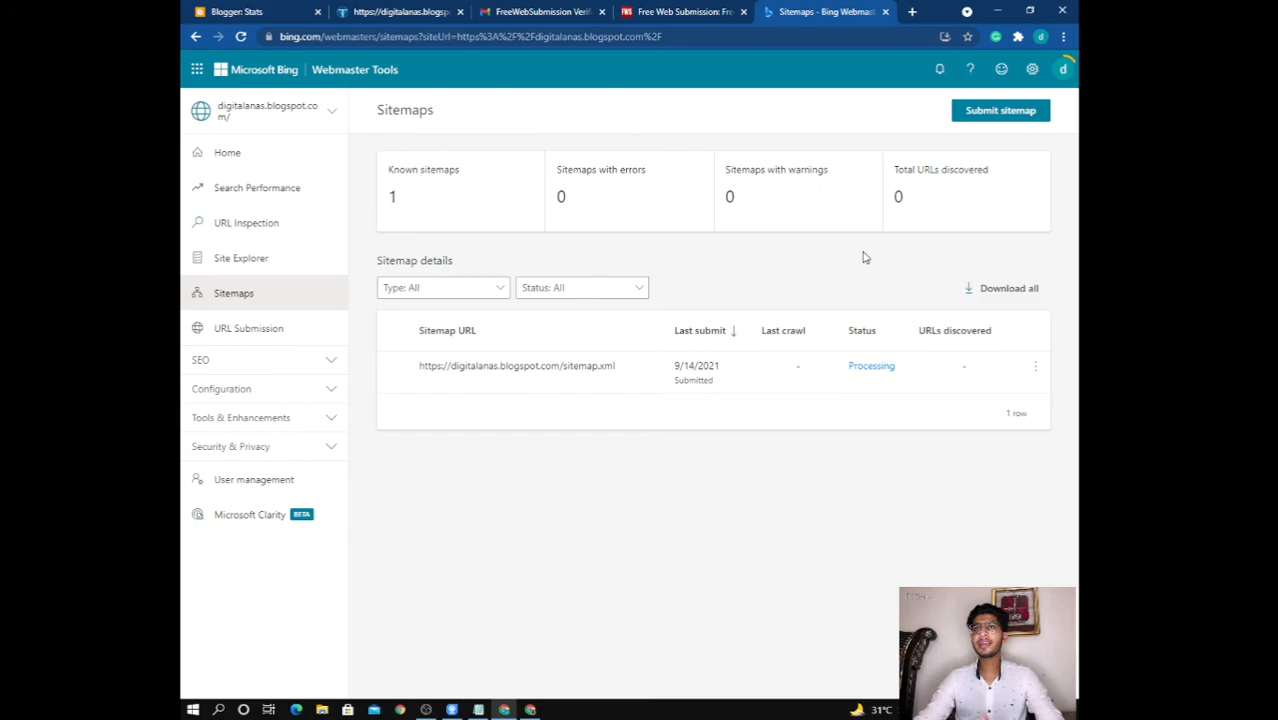 Blogger: Stats
https://digitalanas.blogsp
FreeWebSubmission Verif
FWS
Free Web Submission: Fre
Sitemaps - Bing Webmast
bing.com/webmasters/sitemaps?siteUrl=https%3A%2F%2Fdigitalanas.blogspot.com%2F
d
Microsoft Bing
Webmaster Tools
d
digitalanas.blogspot.co
m/
Sitemaps
Submit sitemap
Home
Search Performance
URL Inspection
Site Explorer
Sitemaps
URL Submission
SEO
Configuration
Tools & Enhancements
Security & Privacy
User management
Microsoft Clarity BETA
Known sitemaps
1
Sitemaps with errors
0
Sitemaps with warnings
0
Total URLs discovered
0
Sitemap details
Type: All
Status: All
Download all
Sitemap URL
Last submit
Last crawl
Status
URLs discovered
https://digitalanas.blogspot.com/sitemap.xml
9/14/2021
Submitted
-
Processing
-
1 row
31°C